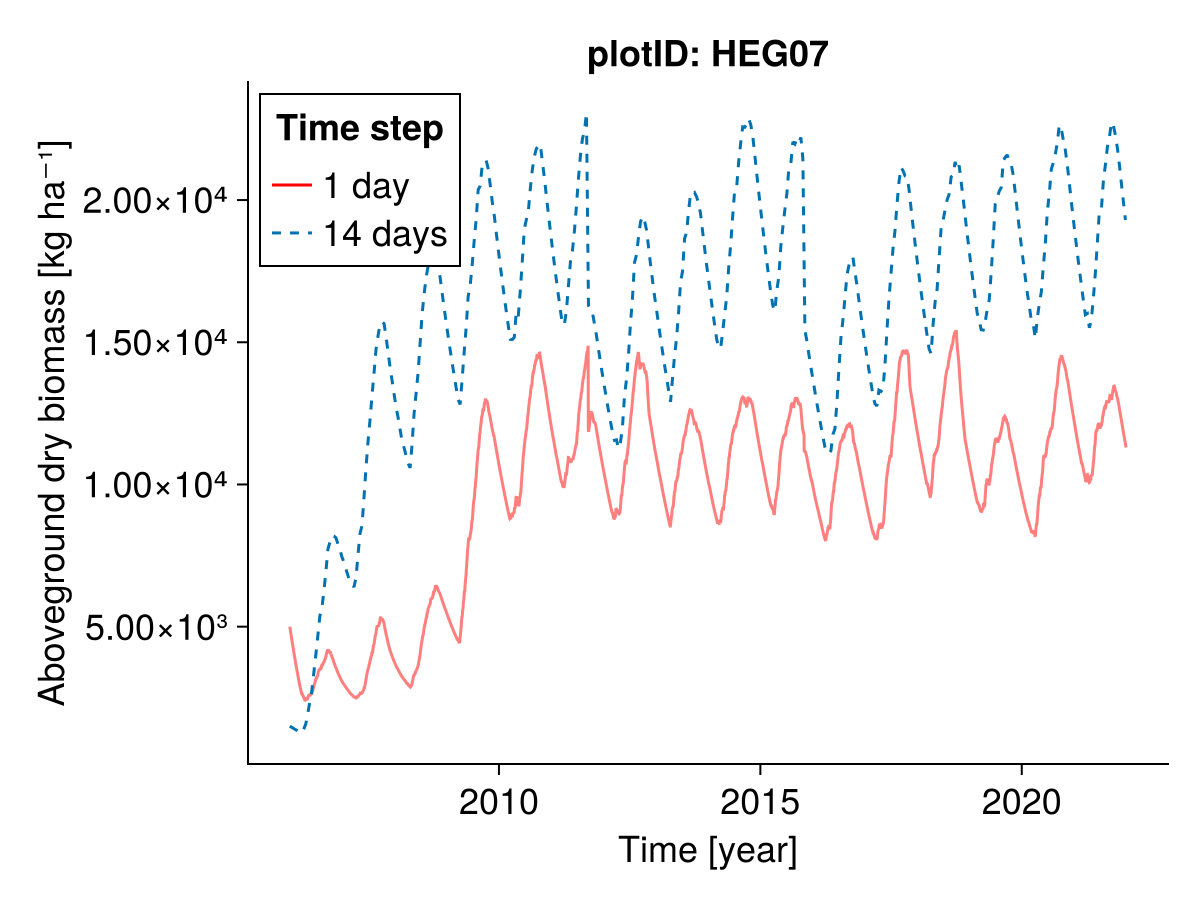 plotID: HEG07
Time step
1 day
14 days
Aboveground dry biomass [kg ha⁻¹]
2.00×10⁴
1.50×10⁴
1.00×10⁴
5.00×10³
2010
2015
2020
Time [year]